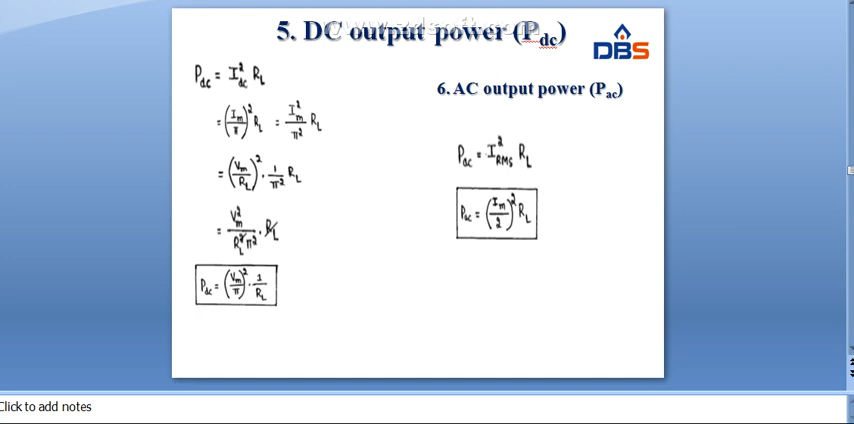 5. DC output power (Pdc)
DBS
Pdc = I²dc RL
= (Im/π)² RL = I²m/π² RL
= (Vm/RL)² · 1/π² RL
= V²m/R²L π² · RL
Pdc = (Vm/π)² · 1/RL
6. AC output power (Pac)
Pac = I²RMS RL
Pac = (Im/2)² RL
Click to add notes